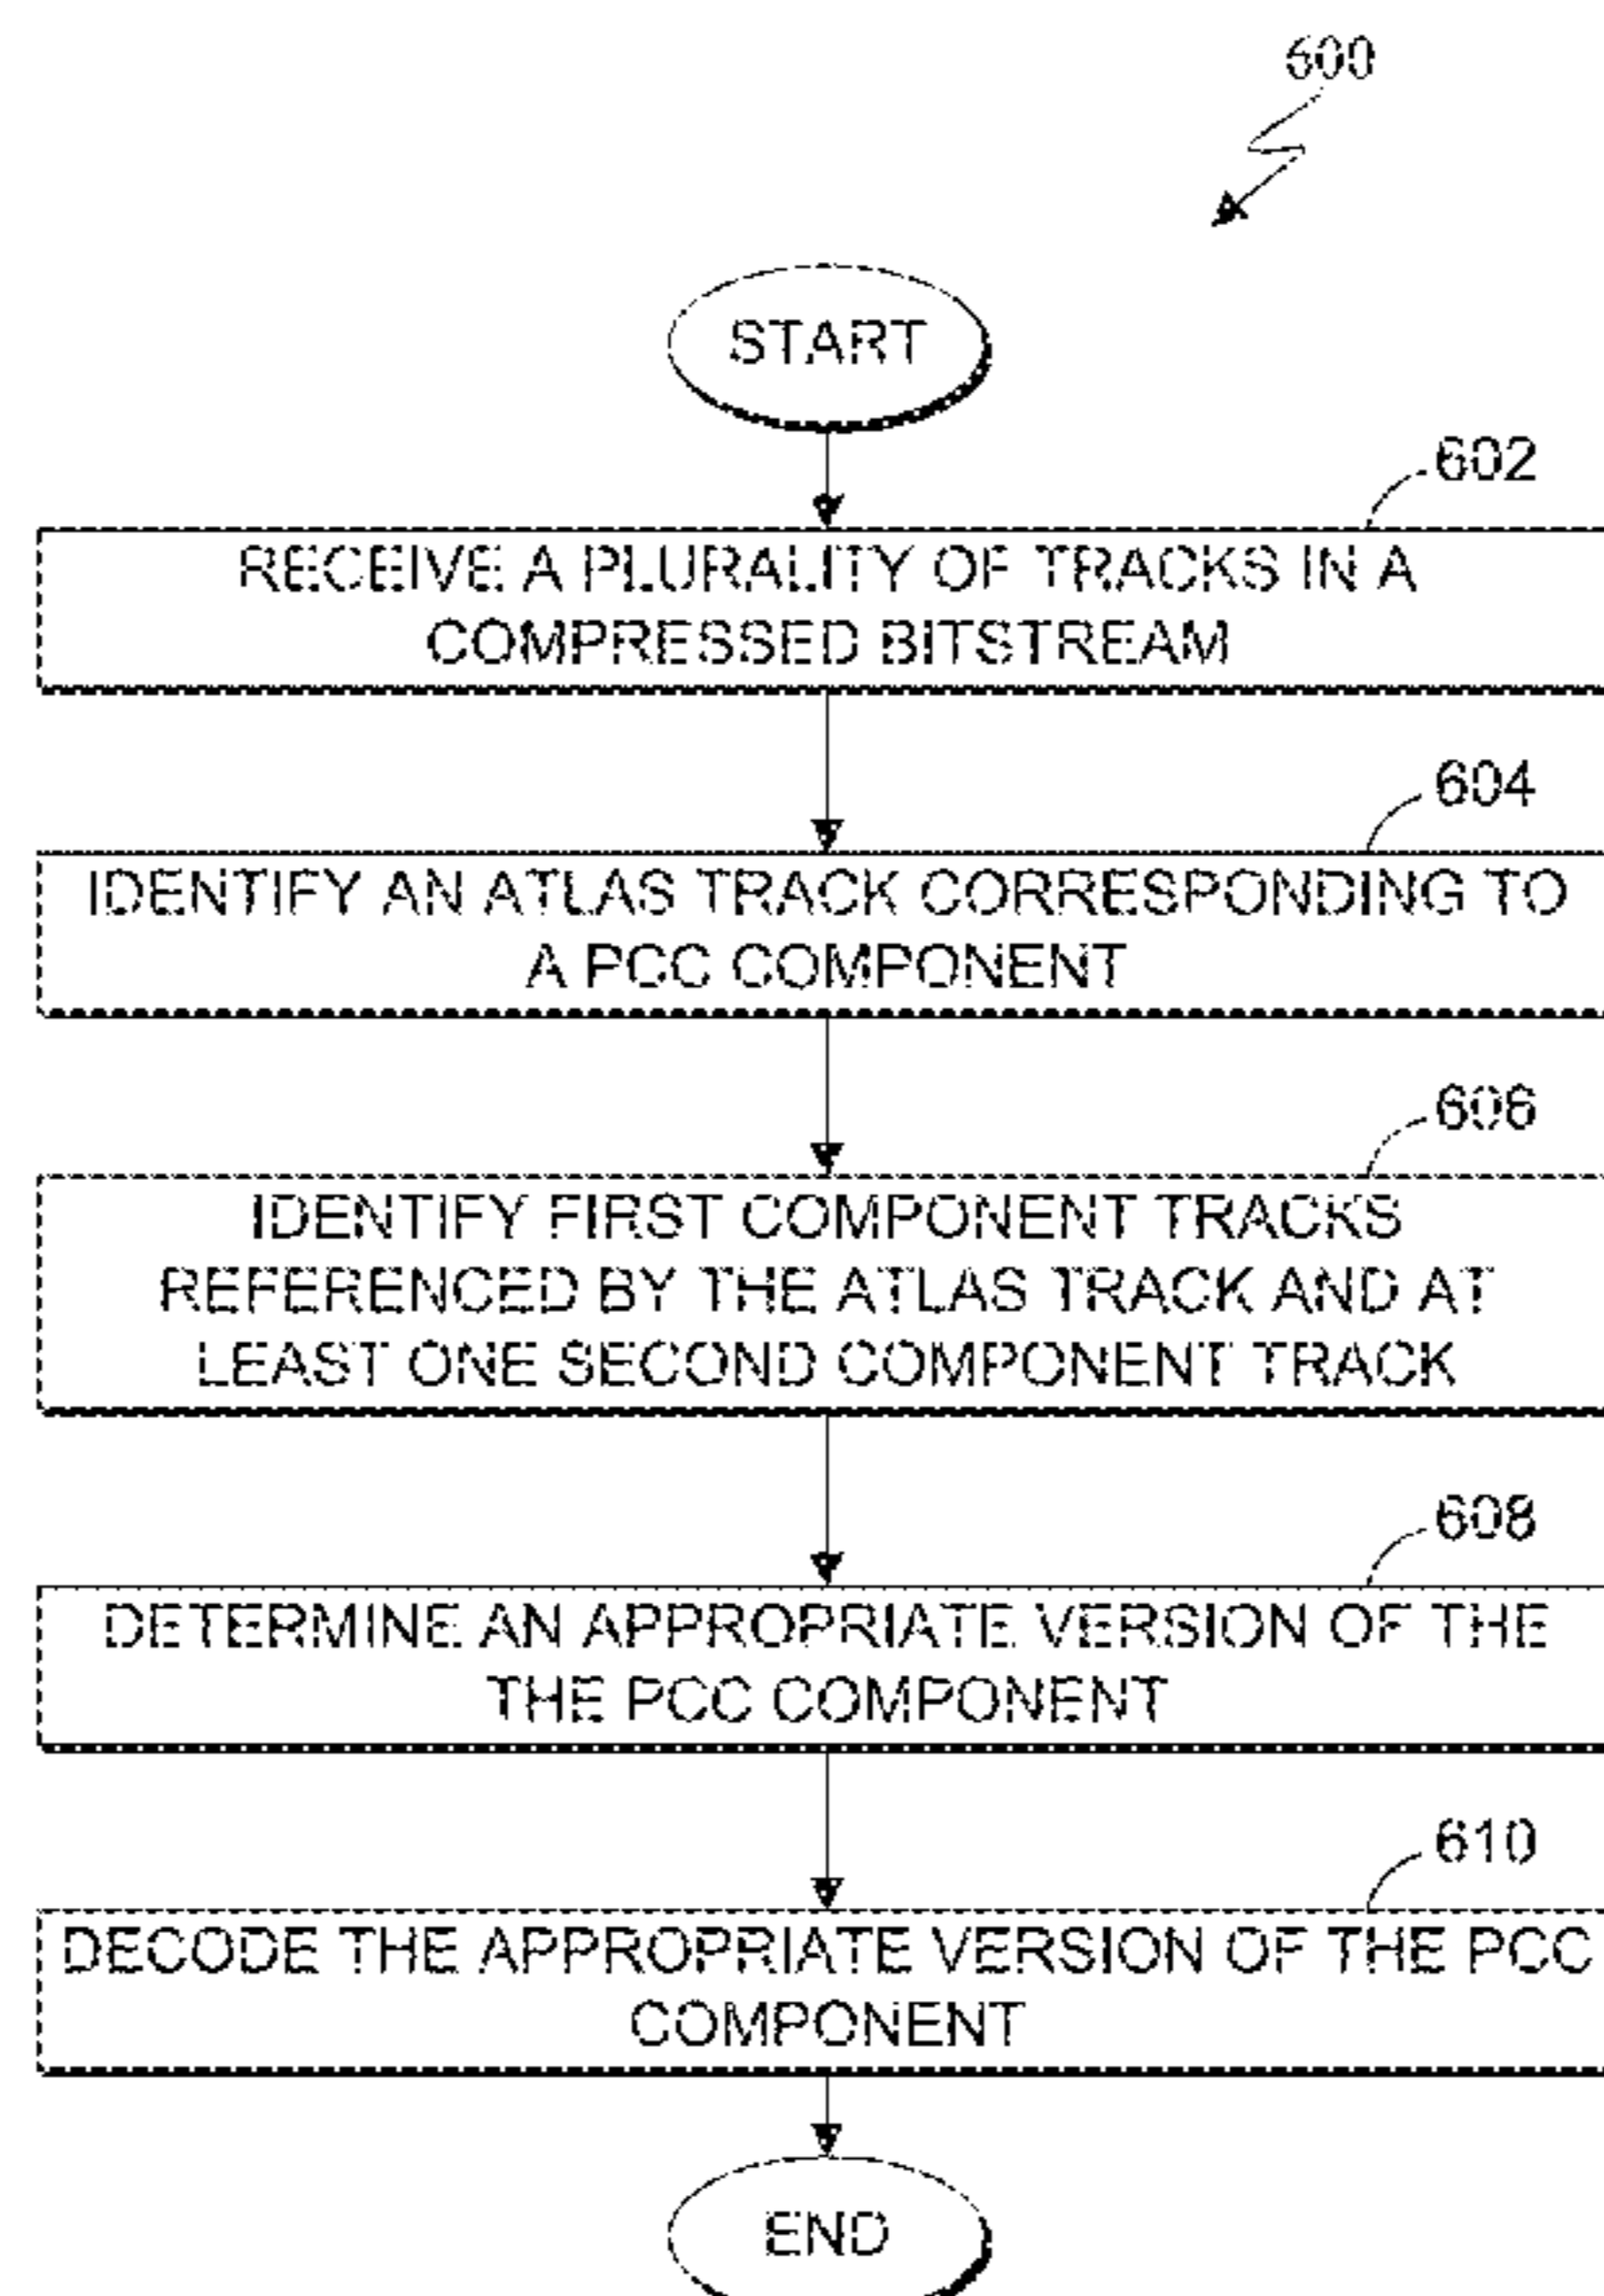 600
START
602
RECEIVE A PLURALITY OF TRACKS IN A
COMPRESSED BITSTREAM
604
IDENTIFY AN ATLAS TRACK CORRESPONDING TO
A PCC COMPONENT
606
IDENTIFY FIRST COMPONENT TRACKS
REFERENCED BY THE ATLAS TRACK AND AT
LEAST ONE SECOND COMPONENT TRACK
608
DETERMINE AN APPROPRIATE VERSION OF THE
THE PCC COMPONENT
610
DECODE THE APPROPRIATE VERSION OF THE PCC
COMPONENT
END